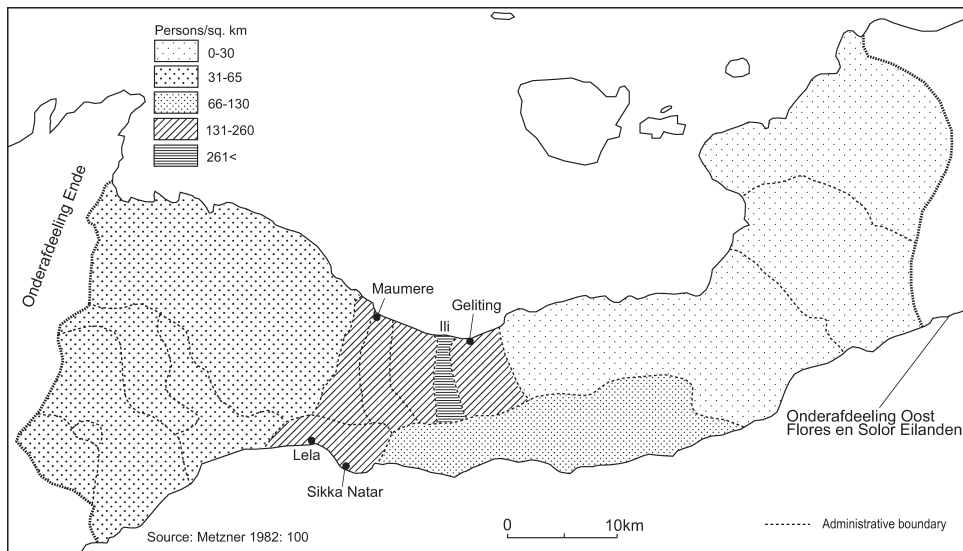 Persons/sq. km
0-30
31-65
66-130
131-260
261<
Onderafdeeling Ende
Maumere
Geliting
Ili
Lela
Sikka Natar
Onderafdeeling Oost
Flores en Solor Eilanden
Source: Metzner 1982: 100
0 10km
Administrative boundary